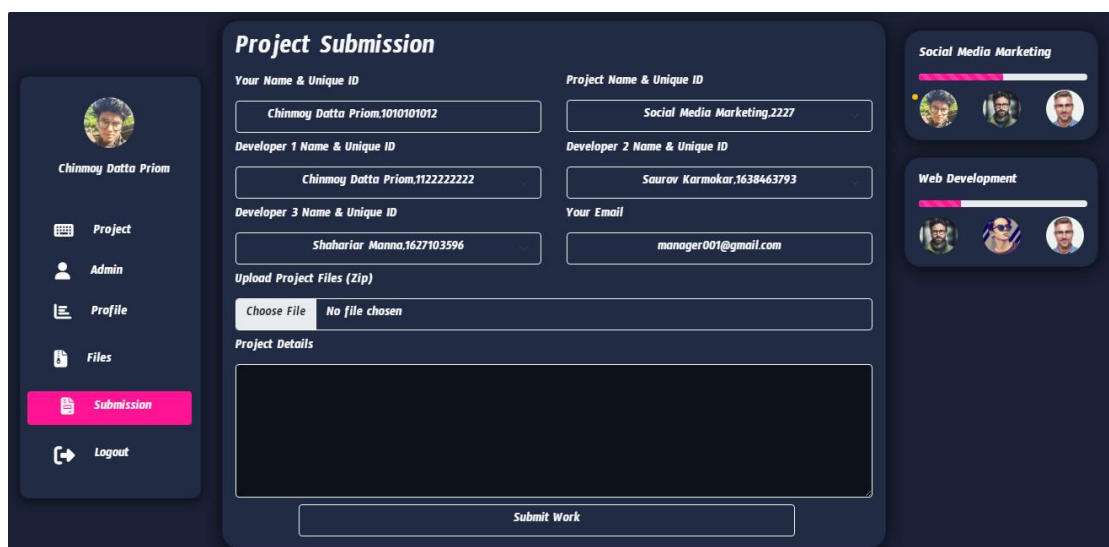 Chinmoy Datta Priom
Project
Admin
Profile
Files
Submission
Logout
Project Submission
Your Name & Unique ID
Project Name & Unique ID
Chinmoy Datta Priom,1010101012
Social Media Marketing,2227
Developer 1 Name & Unique ID
Developer 2 Name & Unique ID
Chinmoy Datta Priom,1122222222
Saurov Karmokar,1638463793
Developer 3 Name & Unique ID
Your Email
Shahariar Manna,1627103596
manager001@gmail.com
Upload Project Files (Zip)
Choose File No file chosen
Project Details
Submit Work
Social Media Marketing
Web Development